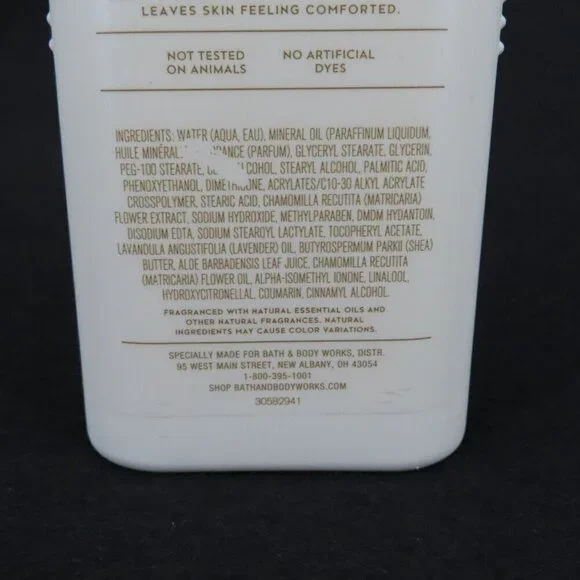 LEAVES SKIN FEELING COMFORTED.
NOT TESTED
ON ANIMALS
NO ARTIFICIAL
DYES
INGREDIENTS: WATER (AQUA, EAU), MINERAL OIL (PARAFFINUM LIQUIDUM,
HUILE MINÉRALE (PARFUM), GLYCERYL STEARATE, GLYCERIN,
PEG-100 STEARATE, STEARYL ALCOHOL, PALMITIC ACID,
PHENOXYETHANOL, DIMETHICONE, ACRYLATES/C10-30 ALKYL ACRYLATE
CROSSPOLYMER, STEARIC ACID, CHAMOMILLA RECUTITA (MATRICARIA)
FLOWER EXTRACT, SODIUM HYDROXIDE, METHYLPARABEN, DMDM HYDANTOIN,
DISODIUM EDTA, SODIUM STEAROYL LACTYLATE, TOCOPHERYL ACETATE,
LAVANDULA ANGUSTIFOLIA (LAVENDER) OIL, BUTYROSPERMUM PARKII (SHEA)
BUTTER, ALOE BARBADENSIS LEAF JUICE, CHAMOMILLA RECUTITA
(MATRICARIA) FLOWER OIL, ALPHA-ISOMETHYL IONONE, LINALOOL,
HYDROXYCITRONELLAL, COUMARIN, CINNAMYL ALCOHOL.
FRAGRANCED WITH NATURAL ESSENTIAL OILS AND
OTHER NATURAL FRAGRANCES. NATURAL
INGREDIENTS MAY CAUSE COLOR VARIATIONS.
SPECIALLY MADE FOR BATH & BODY WORKS, DISTR.
95 WEST MAIN STREET, NEW ALBANY, OH 43054
1-800-395-1001
SHOP BATHANDBODYWORKS.COM
30582941